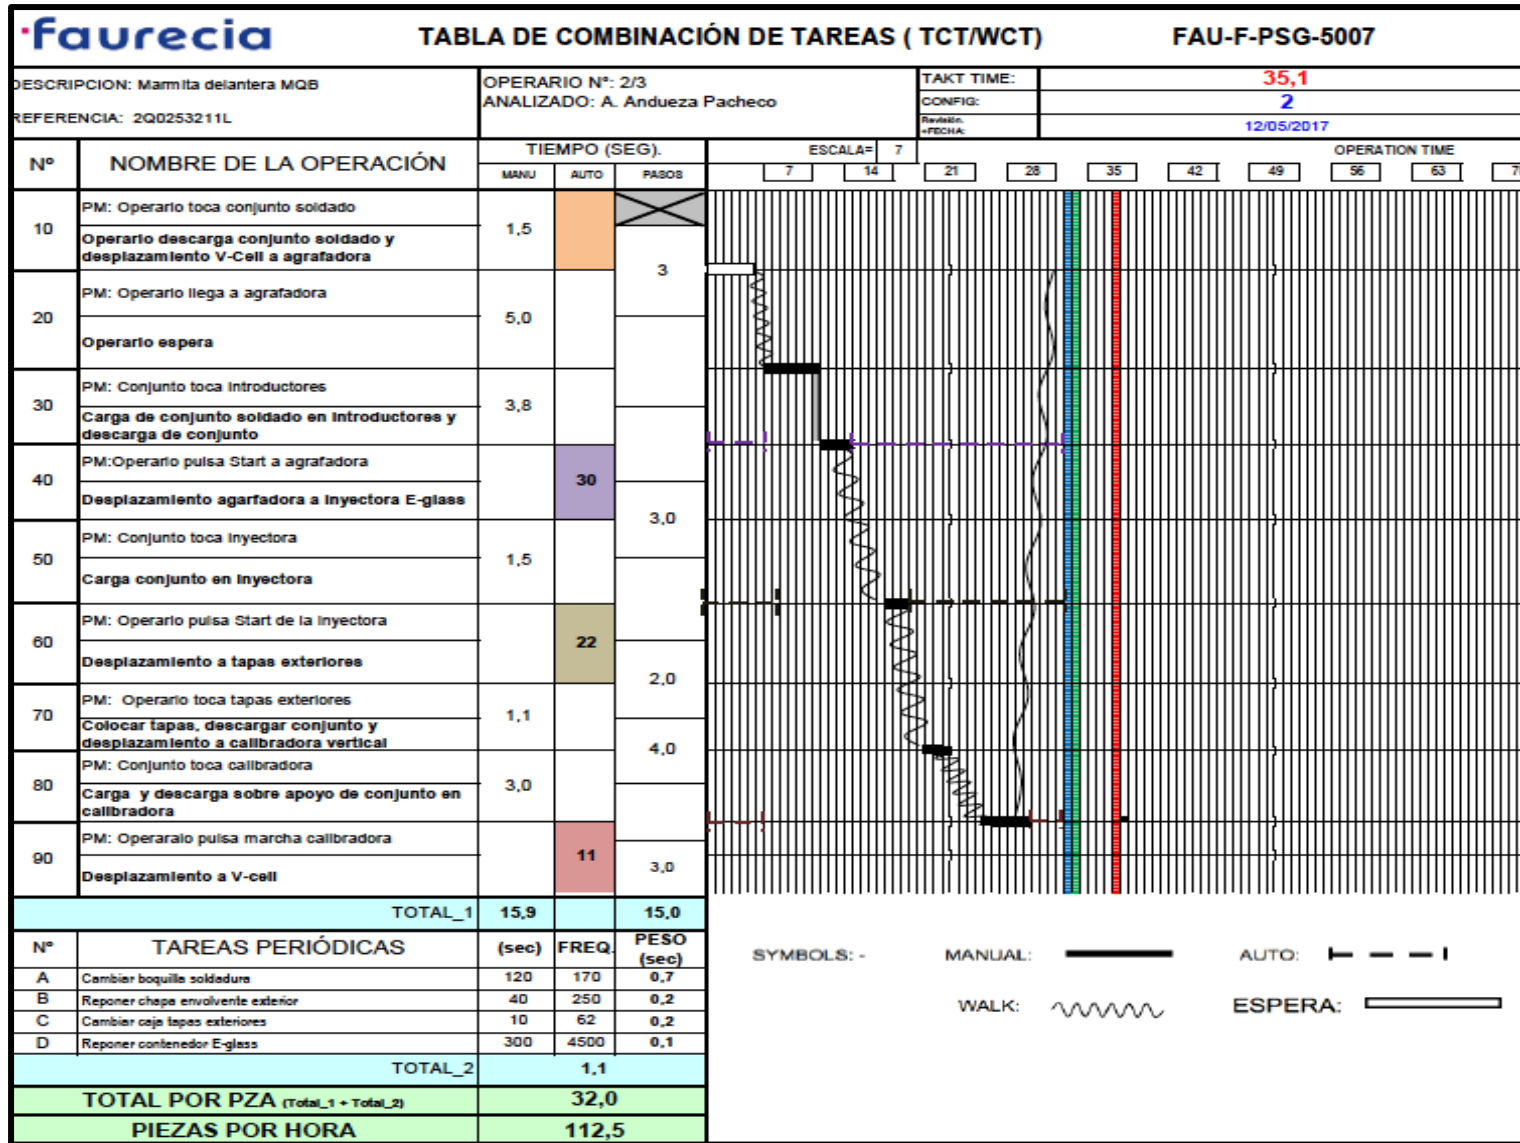 faurecia
TABLA DE COMBINACIÓN DE TAREAS ( TCT/WCT)
FAU-F-PSG-5007
DESCRIPCION: Marmita delantera MQB
REFERENCIA: 2Q0253211L
OPERARIO Nº: 2/3
ANALIZADO: A. Andueza Pacheco
TAKT TIME: 35,1
CONFIG: 2
Revisión. +FECHA: 12/05/2017
Nº NOMBRE DE LA OPERACIÓN TIEMPO (SEG). ESCALA= 7 OPERATION TIME
MANU AUTO PASOS 7 14 21 28 35 42 49 56 63
10 PM: Operario toca conjunto soldado 1,5
Operario descarga conjunto soldado y
desplazamiento V-Cell a agrafadora
3
20 PM: Operario llega a agrafadora 5,0
Operario espera
30 PM: Conjunto toca introductores 3,8
Carga de conjunto soldado en introductores y
descarga de conjunto
40 PM:Operario pulsa Start a agrafadora 30
Desplazamiento agarfadora a inyectora E-glass
3,0
50 PM: Conjunto toca inyectora 1,5
Carga conjunto en inyectora
60 PM: Operario pulsa Start de la inyectora 22
Desplazamiento a tapas exteriores
2,0
70 PM: Operario toca tapas exteriores 1,1
Colocar tapas, descargar conjunto y
desplazamiento a calibradora vertical
4,0
80 PM: Conjunto toca calibradora 3,0
Carga y descarga sobre apoyo de conjunto en
calibradora
90 PM: Operaraio pulsa marcha calibradora 11
Desplazamiento a V-cell 3,0
TOTAL_1 15,9 15,0
Nº TAREAS PERIÓDICAS (sec) FREQ. PESO (sec)
A Cambiar boquilla soldadura 120 170 0,7
B Reponer chapa envolvente exterior 40 250 0,2
C Cambiar caja tapas exteriores 10 62 0,2
D Reponer contenedor E-glass 300 4500 0,1
TOTAL_2 1,1
TOTAL POR PZA (Total_1 + Total_2) 32,0
PIEZAS POR HORA 112,5
SYMBOLS: - MANUAL: AUTO:
WALK: ESPERA: